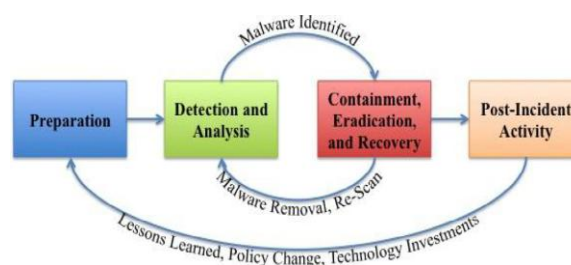 Malware Identified
Preparation
Detection and
Analysis
Containment,
Eradication,
and Recovery
Post-Incident
Activity
Malware Removal, Re-Scan
Lessons Learned, Policy Change, Technology Investments